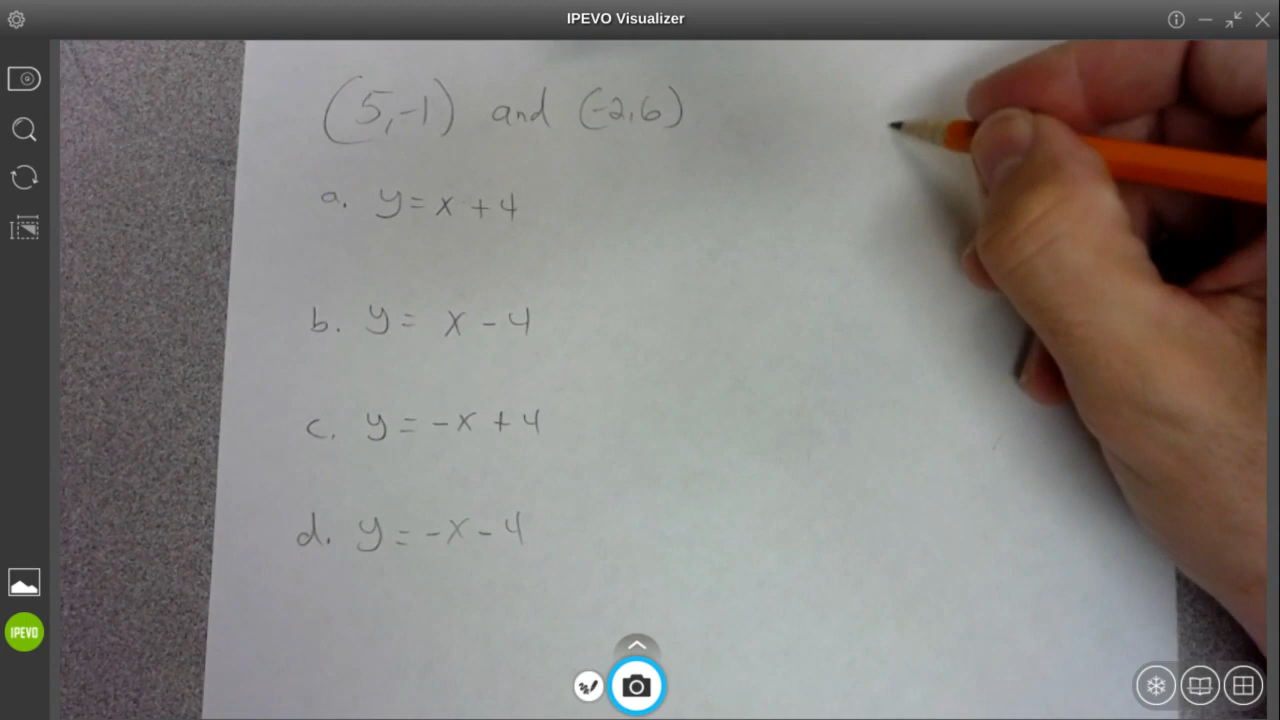 IPEVO Visualizer
(5,-1) and (-2,6)
a. y = x + 4
b. y = x - 4
c. y = -x + 4
d. y = -x - 4
IPEVO